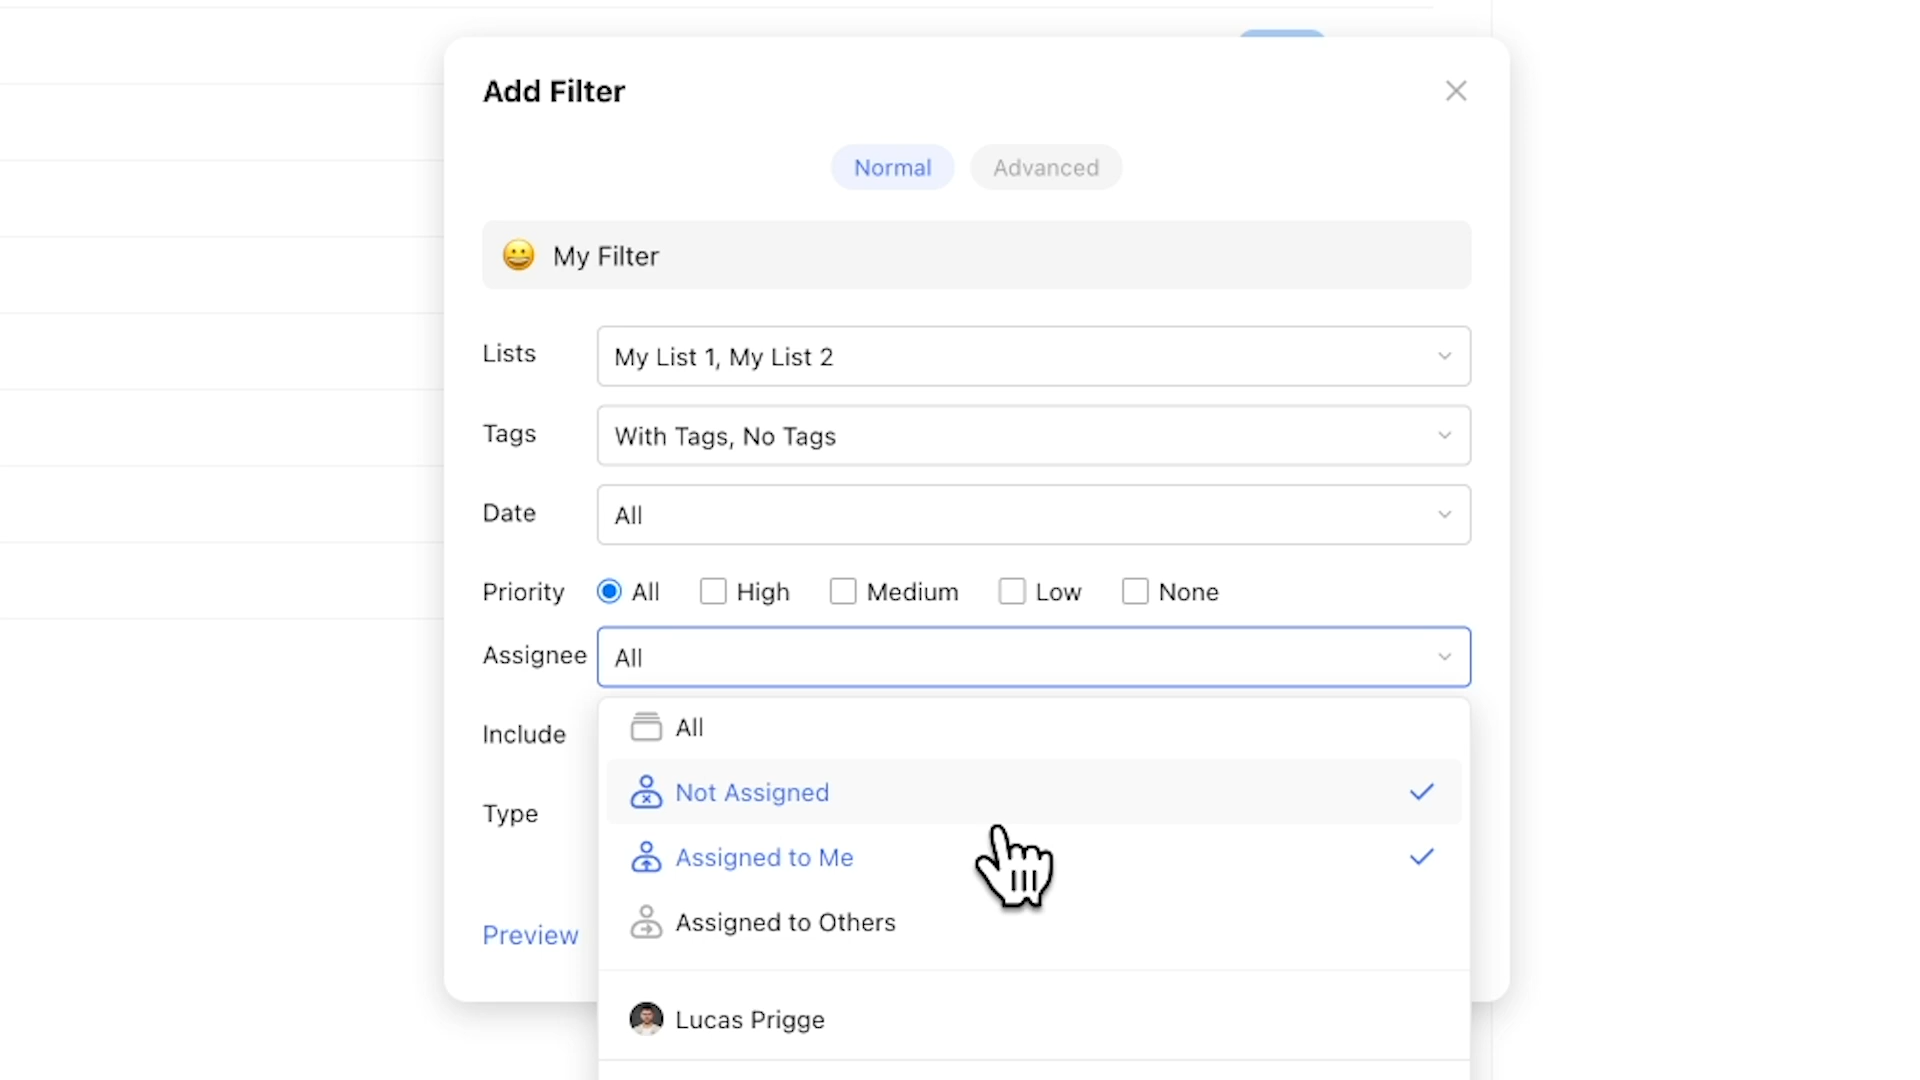 Add Filter
Normal Advanced
My Filter
Lists My List 1, My List 2
Tags With Tags, No Tags
Date All
Priority All High Medium Low None
Assignee All
All
Include
Not Assigned
Type
Assigned to Me
Assigned to Others
Preview
Lucas Prigge